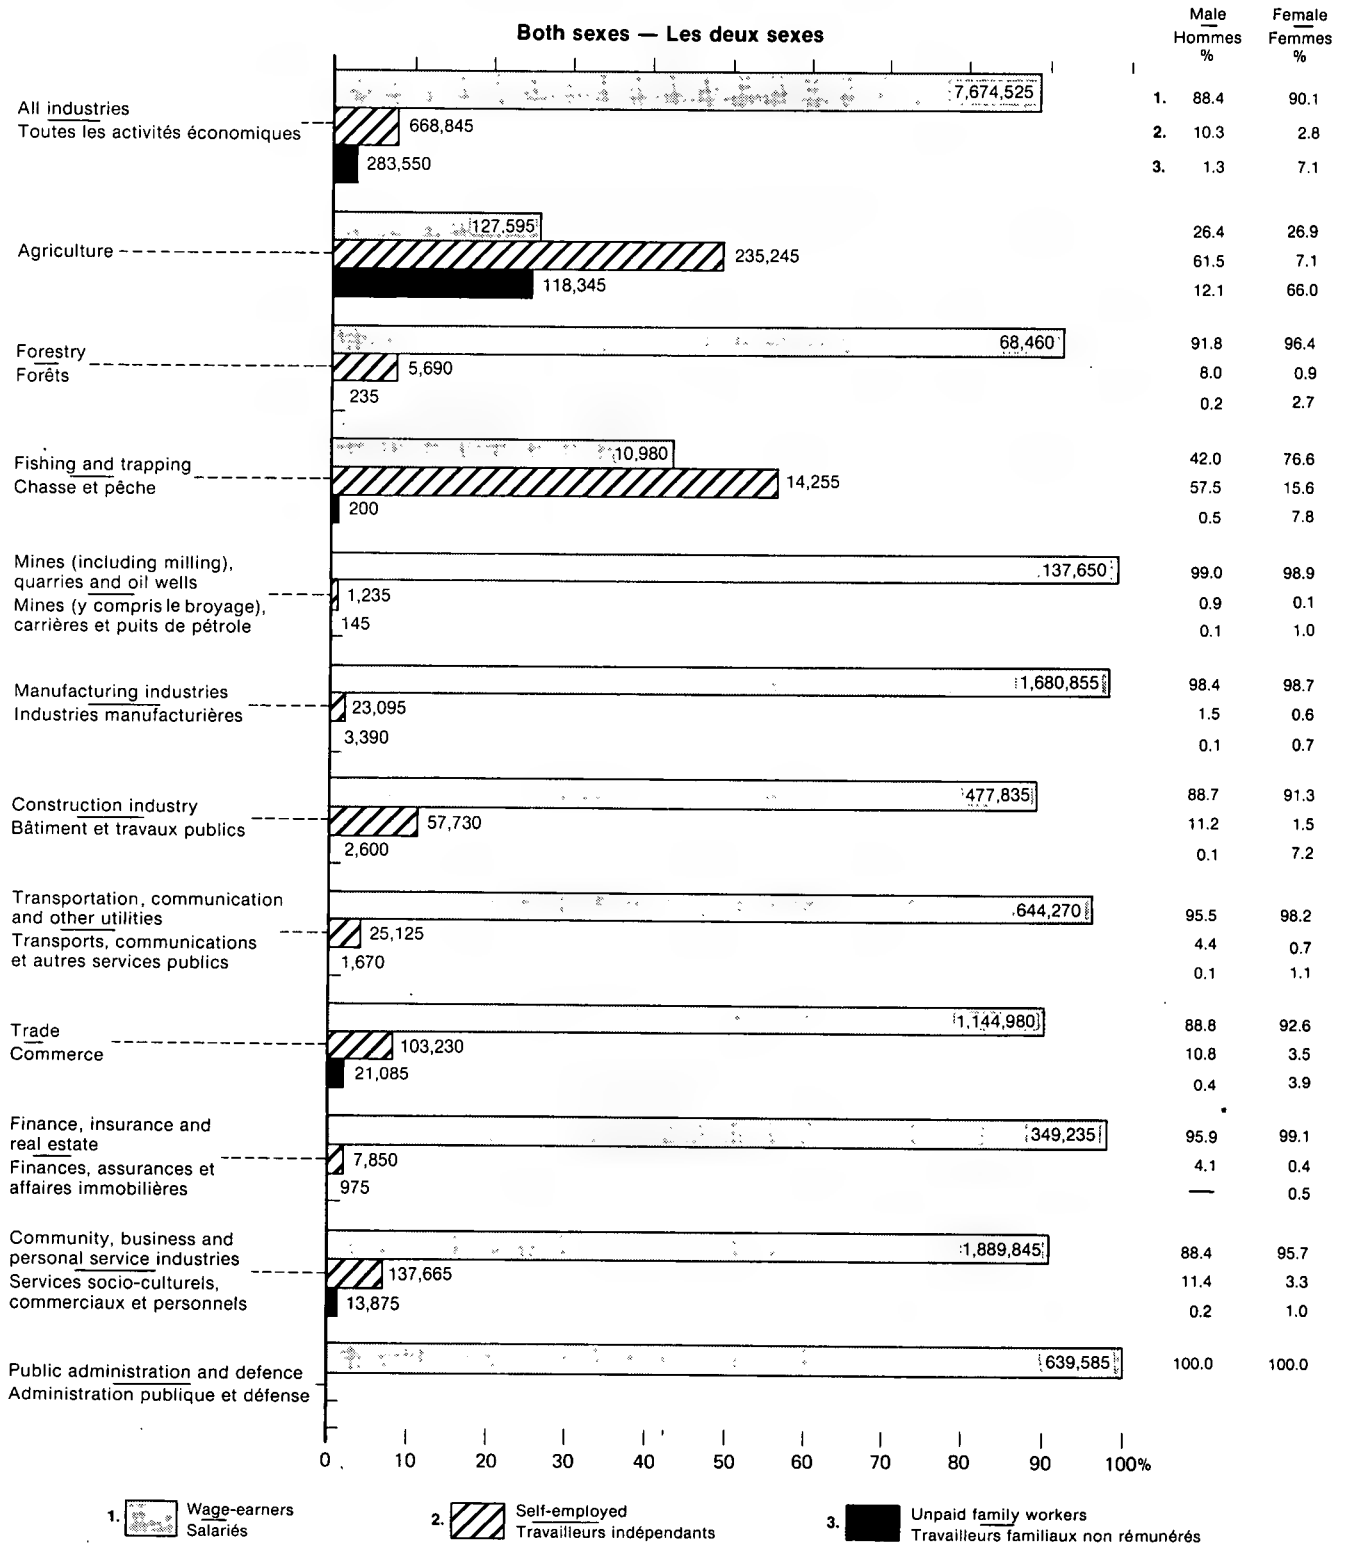 Both sexes — Les deux sexes
Male Female
Hommes Femmes
% %
All industries
Toutes les activités économiques
7,674,525
668,845
283,550
1. 88.4 90.1
2. 10.3 2.8
3. 1.3 7.1
Agriculture
127,595
235,245
118,345
26.4 26.9
61.5 7.1
12.1 66.0
Forestry
Forêts
68,460
5,690
235
91.8 96.4
8.0 0.9
0.2 2.7
Fishing and trapping
Chasse et pêche
10,980
14,255
200
42.0 76.6
57.5 15.6
0.5 7.8
Mines (including milling),
quarries and oil wells
Mines (y compris le broyage),
carrières et puits de pétrole
137,650
1,235
145
99.0 98.9
0.9 0.1
0.1 1.0
Manufacturing industries
Industries manufacturières
1,680,855
23,095
3,390
98.4 98.7
1.5 0.6
0.1 0.7
Construction industry
Bâtiment et travaux publics
477,835
57,730
2,600
88.7 91.3
11.2 1.5
0.1 7.2
Transportation, communication
and other utilities
Transports, communications
et autres services publics
644,270
25,125
1,670
95.5 98.2
4.4 0.7
0.1 1.1
Trade
Commerce
1,144,980
103,230
21,085
88.8 92.6
10.8 3.5
0.4 3.9
Finance, insurance and
real estate
Finances, assurances et
affaires immobilières
349,235
7,850
975
95.9 99.1
4.1 0.4
— 0.5
Community, business and
personal service industries
Services socio-culturels,
commerciaux et personnels
1,889,845
137,665
13,875
88.4 95.7
11.4 3.3
0.2 1.0
Public administration and defence
Administration publique et défense
639,585
100.0 100.0
0 10 20 30 40 50 60 70 80 90 100%
1. Wage-earners
Salariés
2. Self-employed
Travailleurs indépendants
3. Unpaid family workers
Travailleurs familiaux non rémunérés